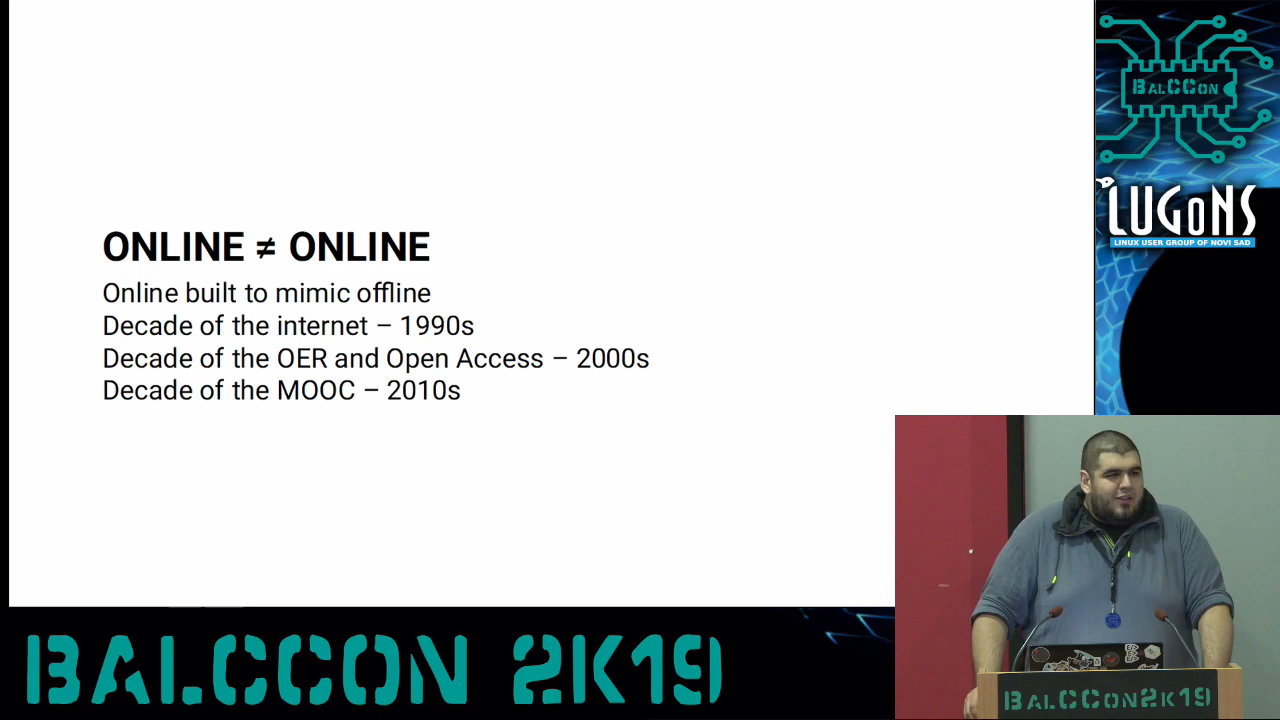 ONLINE ≠ ONLINE
Online built to mimic offline
Decade of the internet – 1990s
Decade of the OER and Open Access – 2000s
Decade of the MOOC – 2010s
BALCCON
LUGONS
LINUX USER GROUP OF NOVI SAD
BALCCON 2K19
BALCCON2K19